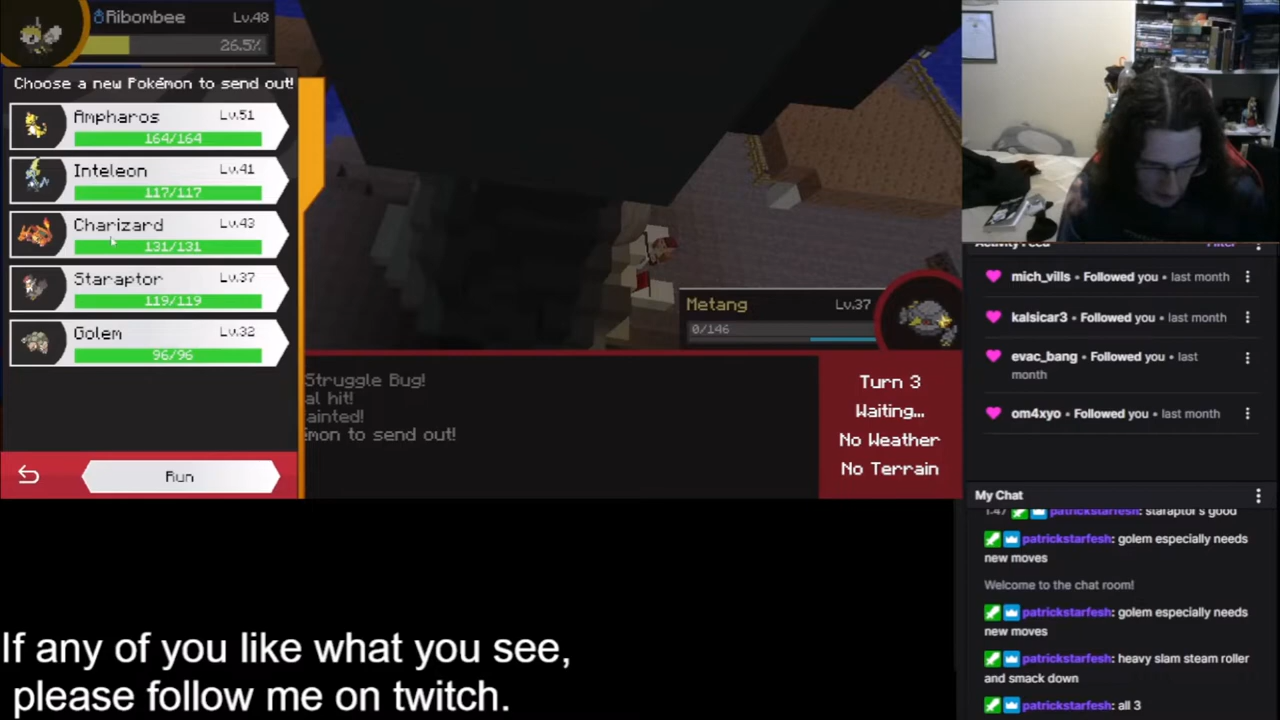 Ribombee Lv.48
26.5%
Choose a new Pokémon to send out!
Ampharos Lv.51
164/164
Inteleon Lv.41
117/117
Charizard Lv.43
131/131
Staraptor Lv.37
119/119
Golem Lv.32
96/96
Run
Metang Lv.37
0/146
Struggle Bug!
al hit!
ainted!
émon to send out!
Turn 3
Waiting...
No Weather
No Terrain
Activity Feed Filter
mich_vills • Followed you • last month
kalsicar3 • Followed you • last month
evac_bang • Followed you • last
month
om4xyo • Followed you • last month
My Chat
1:47 patrickstarfesh: staraptor's good
patrickstarfesh: golem especially needs
new moves
Welcome to the chat room!
patrickstarfesh: golem especially needs
new moves
patrickstarfesh: heavy slam steam roller
and smack down
patrickstarfesh: all 3
If any of you like what you see,
please follow me on twitch.